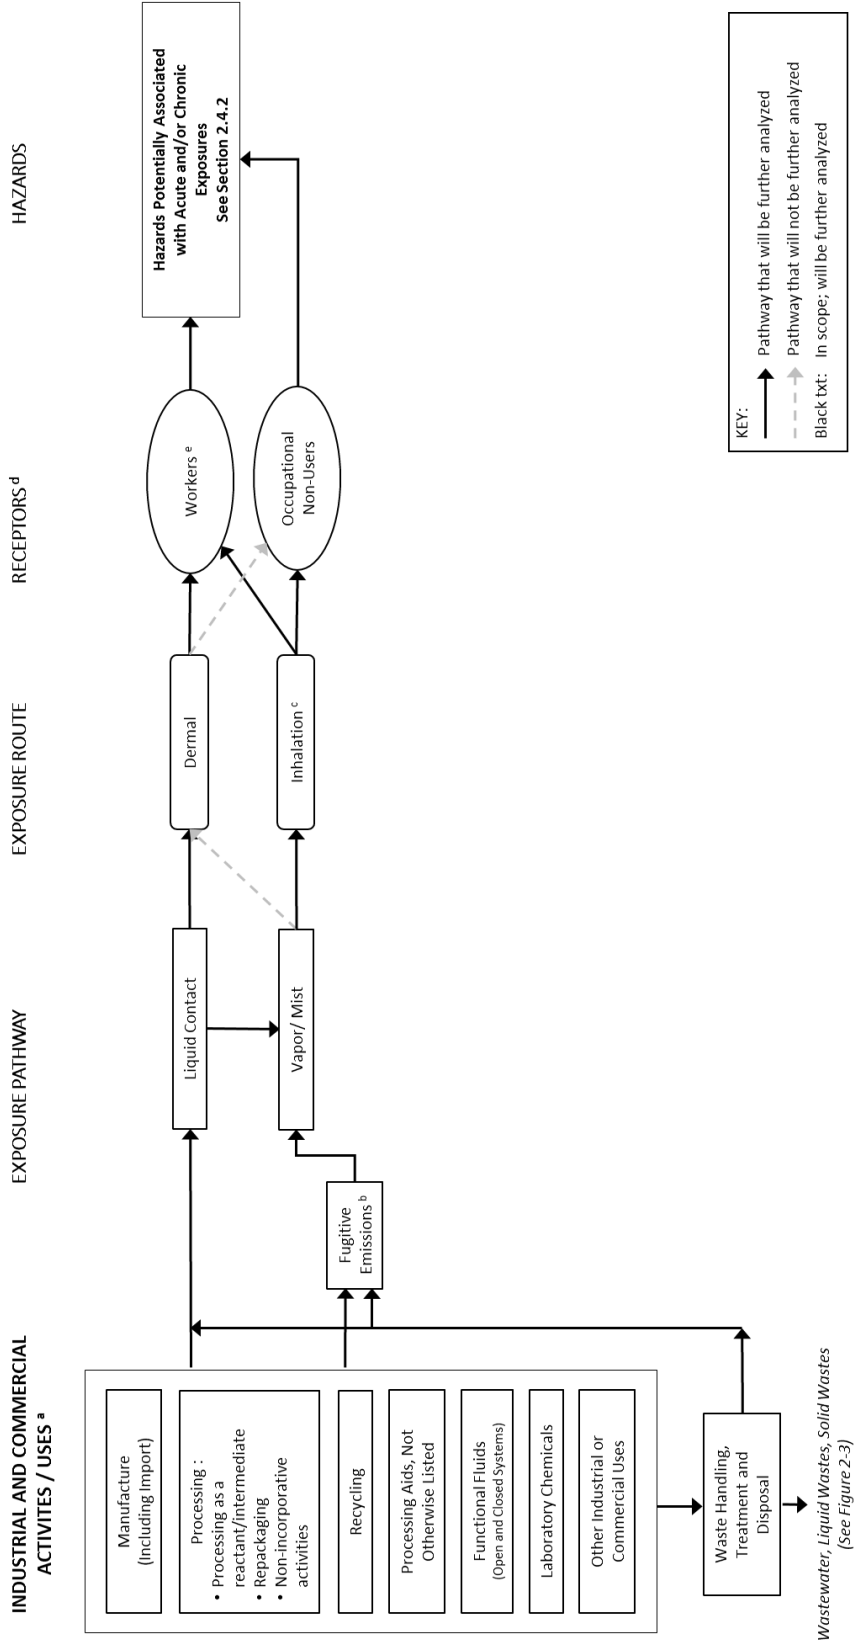 INDUSTRIAL AND COMMERCIAL
ACTIVITES / USES a
EXPOSURE PATHWAY
EXPOSURE ROUTE
RECEPTORS d
HAZARDS
Manufacture
(Including Import)
Processing :
• Processing as a
reactant/intermediate
• Repackaging
• Non-incorporative
activities
Recycling
Processing Aids, Not
Otherwise Listed
Functional Fluids
(Open and Closed Systems)
Laboratory Chemicals
Other Industrial or
Commercial Uses
Waste Handling,
Treatment and
Disposal
Wastewater, Liquid Wastes, Solid Wastes
(See Figure 2-3)
Fugitive
Emissions b
Liquid Contact
Vapor/ Mist
Dermal
Inhalation c
Workers e
Occupational
Non-Users
Hazards Potentially Associated
with Acute and/or Chronic
Exposures
See Section 2.4.2
KEY:
Pathway that will be further analyzed
Pathway that will not be further analyzed
Black txt: In scope; will be further analyzed